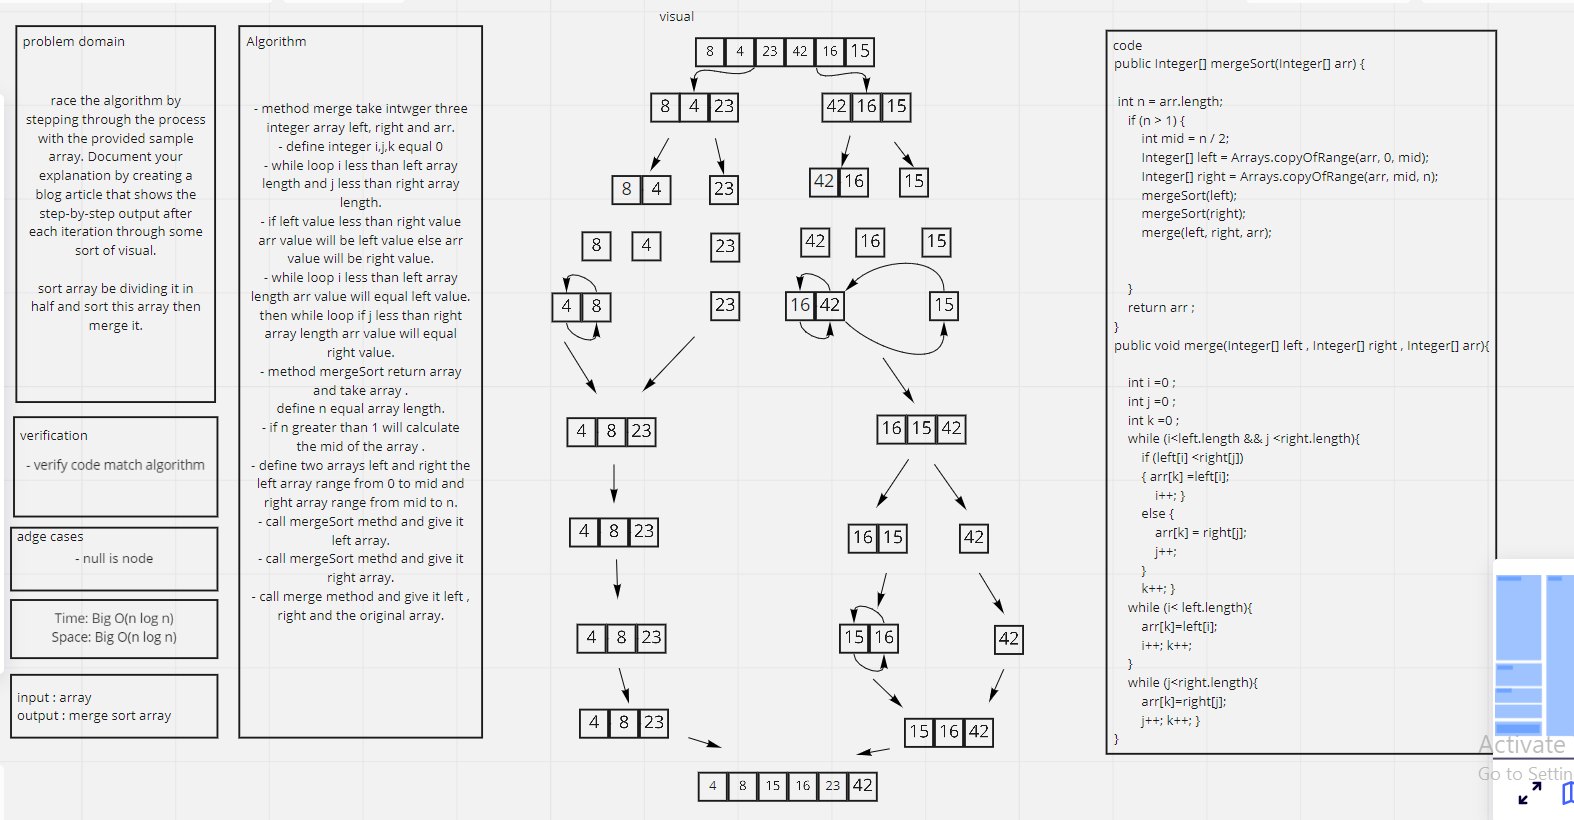 visual
problem domain
race the algorithm by
stepping through the process
with the provided sample
array. Document your
explanation by creating a
blog article that shows the
step-by-step output after
each iteration through some
sort of visual.
sort array be dividing it in
half and sort this array then
merge it.
verification
- verify code match algorithm
adge cases
- null is node
Time: Big O(n log n)
Space: Big O(n log n)
input : array
output : merge sort array
Algorithm
- method merge take intwger three
integer array left, right and arr.
- define integer i,j,k equal 0
- while loop i less than left array
length and j less than right array
length.
- if left value less than right value
arr value will be left value else arr
value will be right value.
- while loop i less than left array
length arr value will equal left value.
then while loop if j less than right
array length arr value will equal
right value.
- method mergeSort return array
and take array .
define n equal array length.
- if n greater than 1 will calculate
the mid of the array .
- define two arrays left and right the
left array range from 0 to mid and
right array range from mid to n.
- call mergeSort methd and give it
left array.
- call mergeSort methd and give it
right array.
- call merge method and give it left ,
right and the original array.
8 4 23 42 16 15
8 4 23 42 16 15
8 4 23 42 16 15
8 4 23 42 16 15
4 8 23 16 42 15
4 8 23 16 15 42
4 8 23 16 15 42
4 8 23 15 16 42
4 8 23 15 16 42
4 8 15 16 23 42
code
public Integer[] mergeSort(Integer[] arr) {
int n = arr.length;
if (n > 1) {
int mid = n / 2;
Integer[] left = Arrays.copyOfRange(arr, 0, mid);
Integer[] right = Arrays.copyOfRange(arr, mid, n);
mergeSort(left);
mergeSort(right);
merge(left, right, arr);
}
return arr ;
}
public void merge(Integer[] left , Integer[] right , Integer[] arr){
int i =0 ;
int j =0 ;
int k =0 ;
while (i<left.length && j <right.length){
if (left[i] <right[j])
{ arr[k] =left[i];
i++; }
else {
arr[k] = right[j];
j++;
}
k++; }
while (i< left.length){
arr[k]=left[i];
i++; k++;
}
while (j<right.length){
arr[k]=right[j];
j++; k++; }
}
Activate
Go to Settin